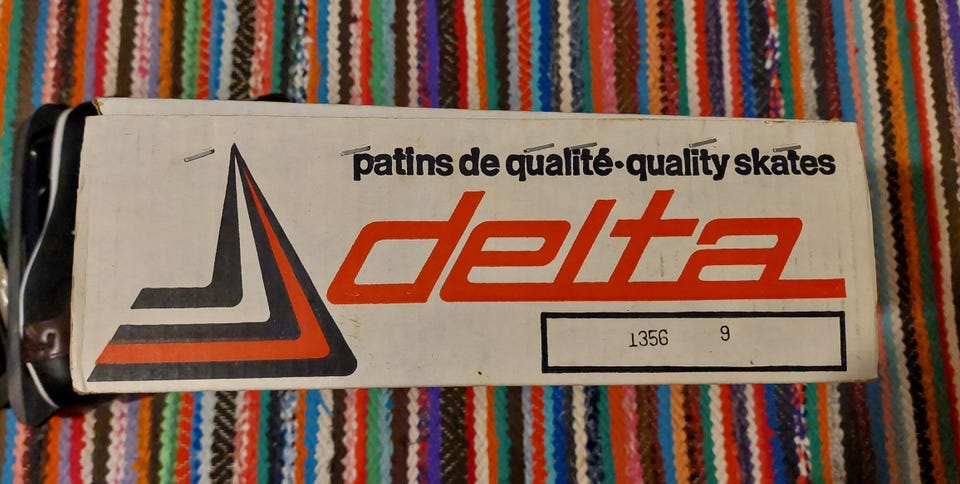 patins de qualité•quality skates
delta
1356 9